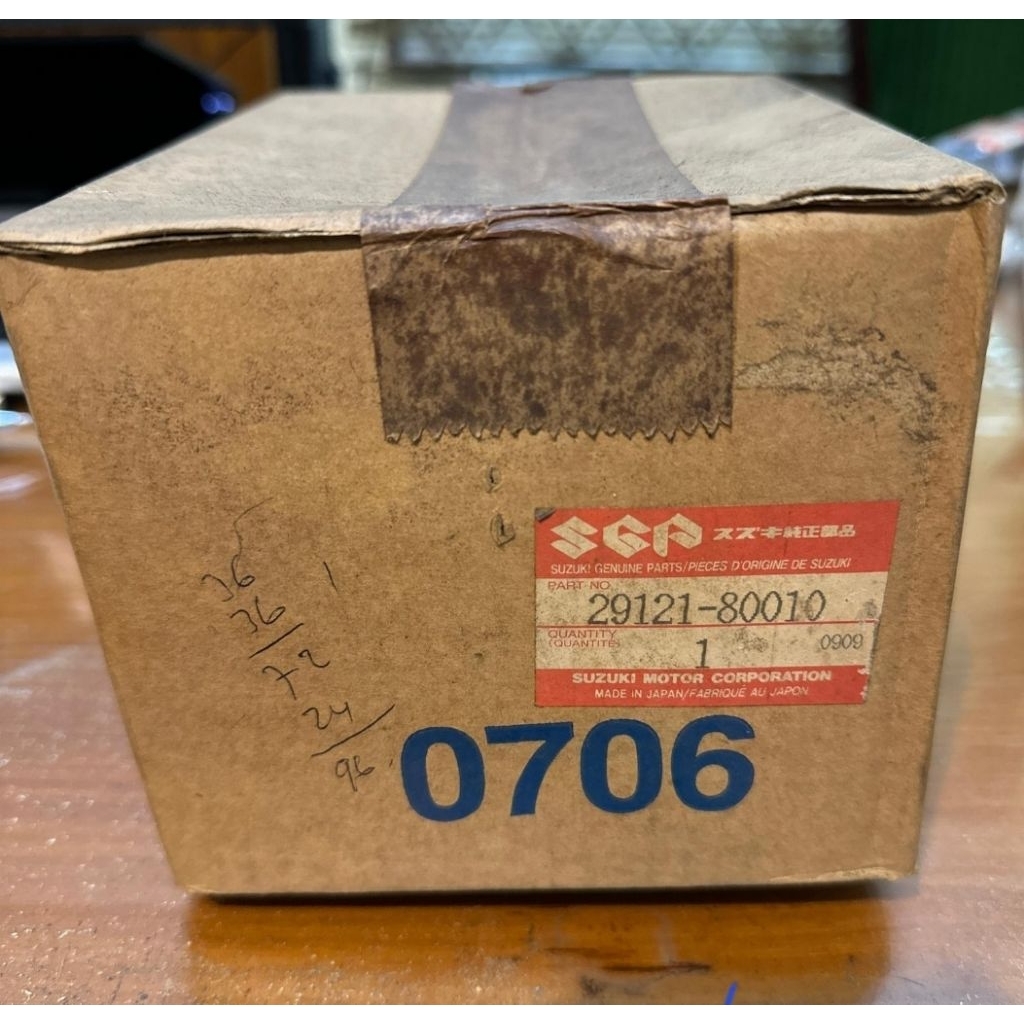 SGP スズキ純正部品
SUZUKI GENUINE PARTS/PIECES D'ORIGINE DE SUZUKI
PART NO
29121-80010
QUANTITY
(QUANTITE)
1
0909
SUZUKI MOTOR CORPORATION
MADE IN JAPAN/FABRIQUÉ AU JAPON
36
36
72
24
96
0706